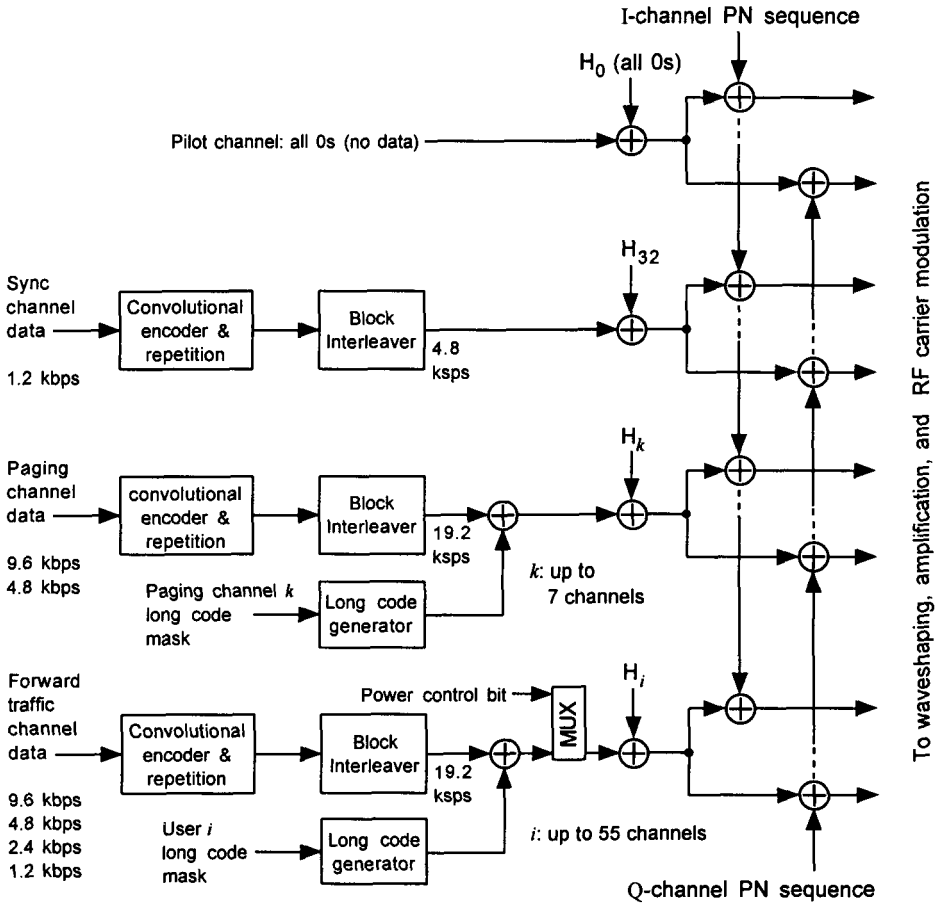 I-channel PN sequence
H0 (all 0s)
Pilot channel: all 0s (no data)
H32
Sync
channel
data
1.2 kbps
Convolutional
encoder &
repetition
Block
Interleaver
4.8
ksps
Hk
Paging
channel
data
9.6 kbps
4.8 kbps
convolutional
encoder &
repetition
Block
Interleaver
19.2
ksps
k: up to
7 channels
Paging channel k
long code
mask
Long code
generator
Forward
traffic
channel
data
9.6 kbps
4.8 kbps
2.4 kbps
1.2 kbps
Convolutional
encoder &
repetition
Block
Interleaver
19.2
ksps
Power control bit
MUX
Hi
User i
long code
mask
Long code
generator
i: up to 55 channels
Q-channel PN sequence
To waveshaping, amplification, and RF carrier modulation